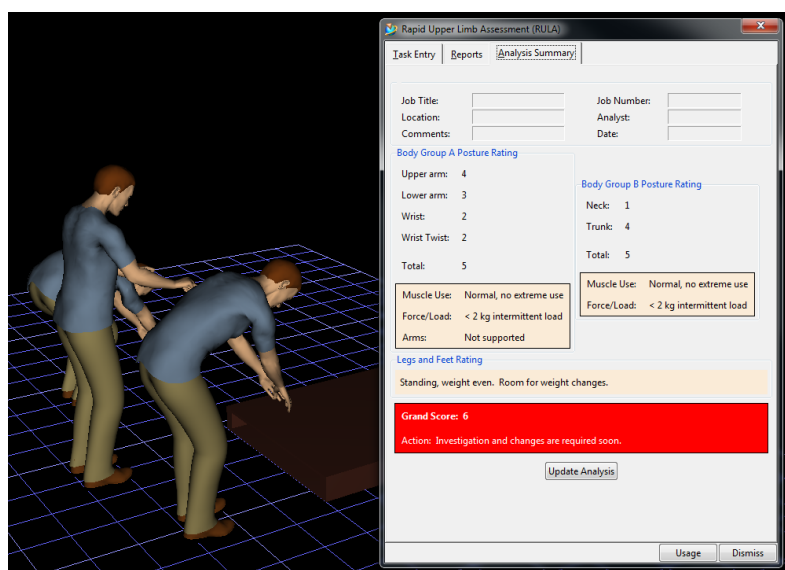 Rapid Upper Limb Assessment (RULA)
Task Entry Reports Analysis Summary
Job Title: Job Number:
Location: Analyst:
Comments: Date:
Body Group A Posture Rating
Upper arm: 4
Lower arm: 3
Wrist: 2
Wrist Twist: 2
Total: 5
Muscle Use: Normal, no extreme use
Force/Load: < 2 kg intermittent load
Arms: Not supported
Body Group B Posture Rating
Neck: 1
Trunk: 4
Total: 5
Muscle Use: Normal, no extreme use
Force/Load: < 2 kg intermittent load
Legs and Feet Rating
Standing, weight even. Room for weight changes.
Grand Score: 6
Action: Investigation and changes are required soon.
Update Analysis
Usage Dismiss